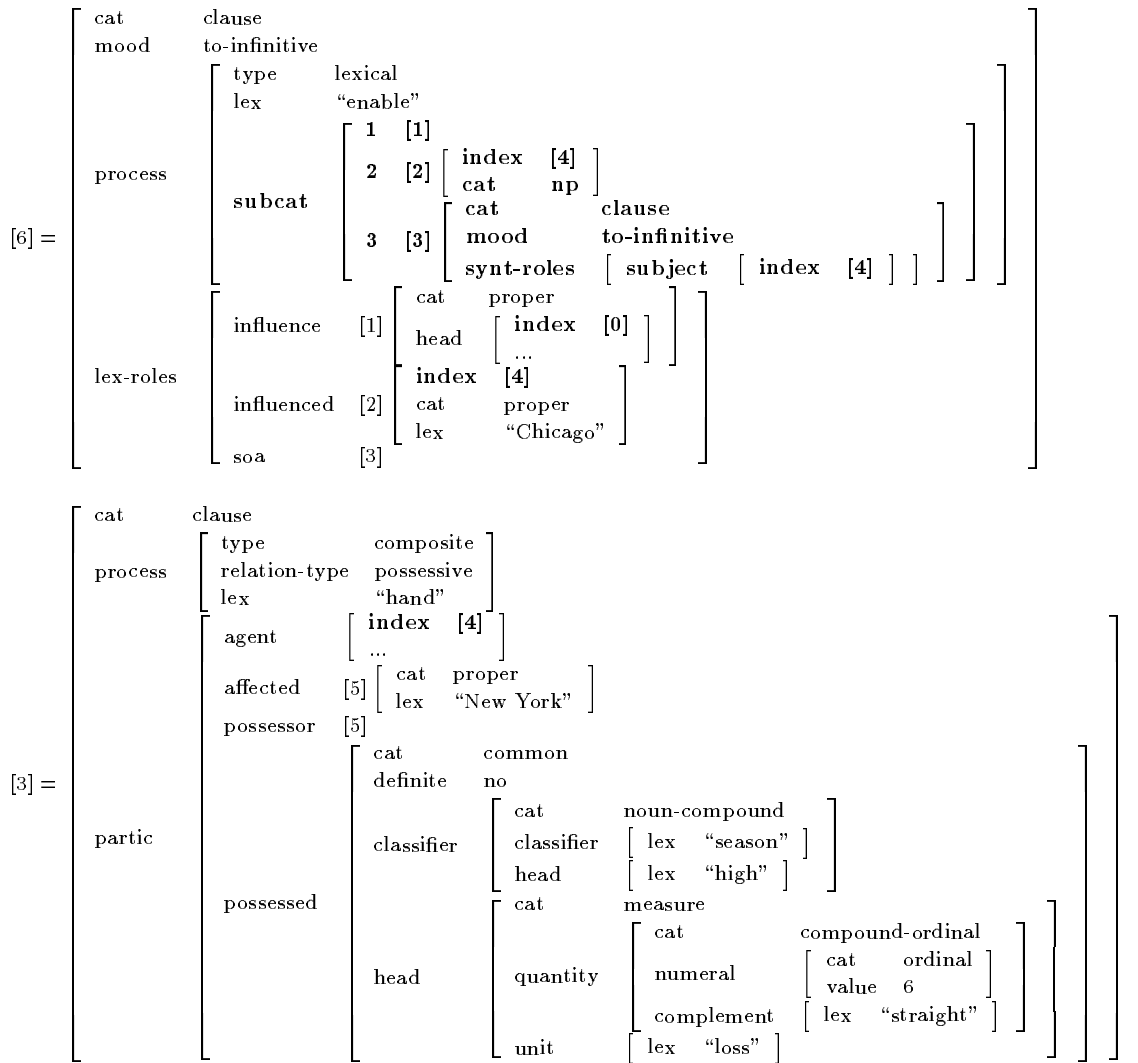 cat clause
mood to-infinitive
type lexical
lex “enable”
1 [1]
2 [2] index [4]
cat np
process
subcat
cat clause
3 [3] mood to-infinitive
synt-roles [ subject [ index [4] ] ]
[6] =
cat proper
influence [1]
head index [0]
...
lex-roles
index [4]
influenced [2] cat proper
lex “Chicago”
soa [3]
cat clause
type composite
process relation-type possessive
lex “hand”
agent index [4]
...
affected [5] cat proper
lex “New York”
possessor [5]
cat common
definite no
[3] =
cat noun-compound
classifier classifier [ lex “season” ]
head [ lex “high” ]
partic
possessed
cat measure
cat compound-ordinal
head quantity numeral cat ordinal
value 6
complement [ lex “straight” ]
unit [ lex “loss” ]